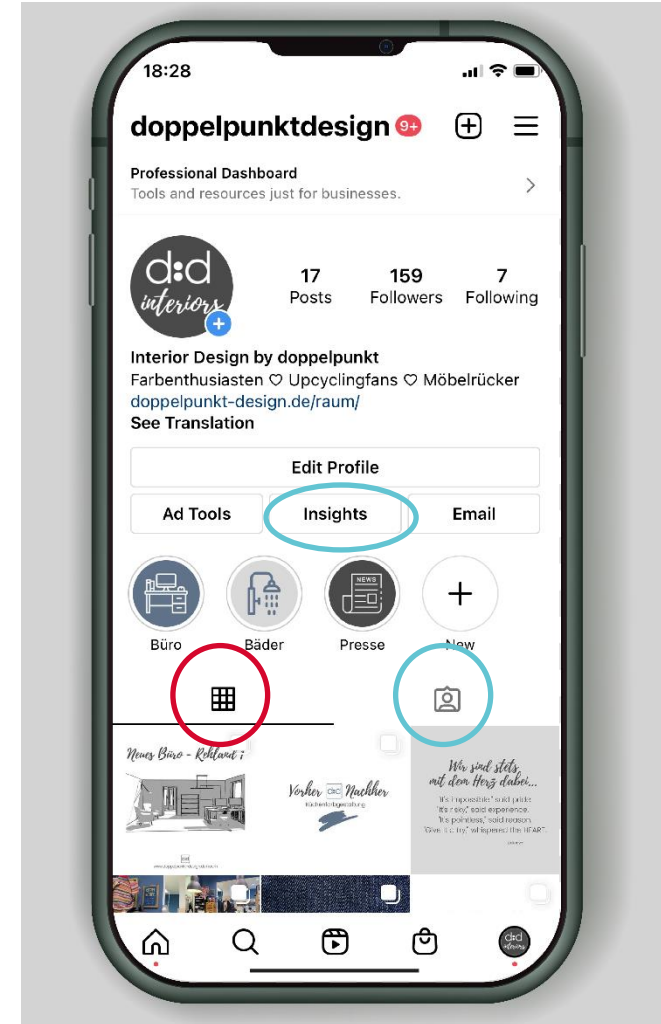 18:28
doppelpunktdesign 9+
Professional Dashboard
Tools and resources just for businesses.
d:d
interiors
17 159 7
Posts Followers Following
Interior Design by doppelpunkt
Farbenthusiasten ♡ Upcyclingfans ♡ Möbelrücker
doppelpunkt-design.de/raum/
See Translation
Edit Profile
Ad Tools Insights Email
NEWS
Büro Bäder Presse New
Neues Büro - Rehland
Vorher d:d Nachher
Wir sind stets
mit dem Herz dabei...
"It's impossible," said pride.
"It's risky," said experience.
"It's pointless," said reason.
"Give it a try," whispered the HEART.
d:d
interiors